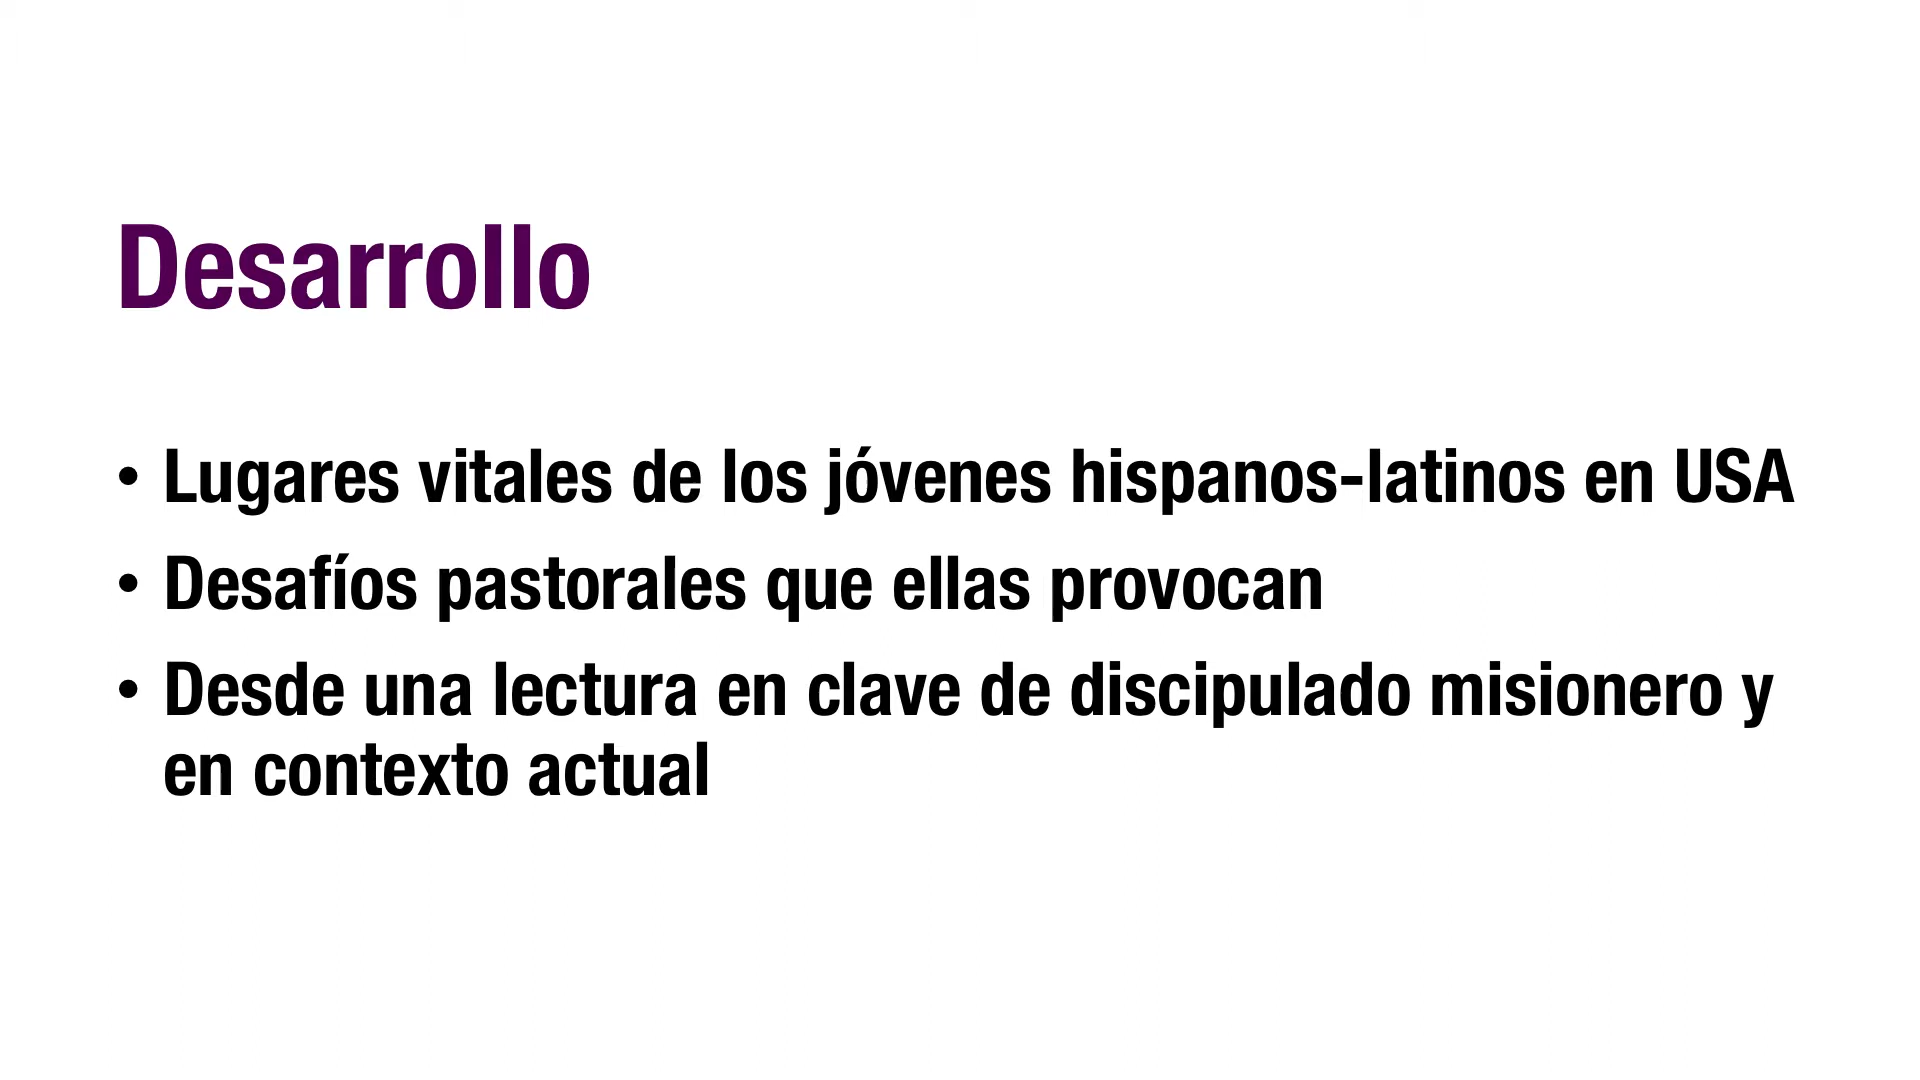 Desarrollo
• Lugares vitales de los jóvenes hispanos-latinos en USA
• Desafíos pastorales que ellas provocan
• Desde una lectura en clave de discipulado misionero y
en contexto actual